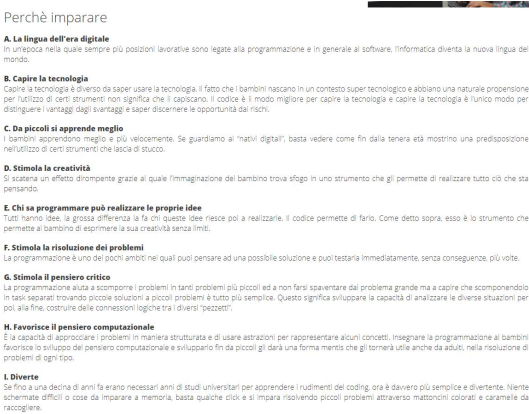 Perchè imparare
A. La lingua dell'era digitale
In un'epoca nella quale sempre più posizioni lavorative sono legate alla programmazione e in generale al software, l'informatica diventa la nuova lingua del
mondo.
B. Capire la tecnologia
Capire la tecnologia è diverso da saper usare la tecnologia. Il fatto che i bambini nascano in un contesto super tecnologico e abbiano una naturale propensione
per l'utilizzo di certi strumenti non significa che il capiscano. Il codice è il modo migliore per capire la tecnologia e capire la tecnologia è l'unico modo per
distinguere i vantaggi dagli svantaggi e saper discernere le opportunità dai rischi.
C. Da piccoli si apprende meglio
I bambini apprendono meglio e più velocemente. Se guardiamo ai "nativi digitali", basta vedere come fin dalla tenera età mostrino una predisposizione
nell'utilizzo di certi strumenti che lascia di stucco.
D. Stimola la creatività
Si scatena un effetto dirompente grazie al quale l'immaginazione del bambino trova sfogo in uno strumento che gli permette di realizzare tutto ciò che sta
pensando.
E. Chi sa programmare può realizzare le proprie idee
Tutti hanno idee, la grossa differenza la fa chi queste idee riesce poi a realizzarle. Il codice permette di farlo. Come detto sopra, esso è lo strumento che
permette al bambino di esprimere la sua creatività senza limiti.
F. Stimola la risoluzione dei problemi
La programmazione è uno dei pochi ambiti nei quali puoi pensare ad una possibile soluzione e puoi testarla immediatamente, senza conseguenze, più volte.
G. Stimola il pensiero critico
La programmazione aiuta a scomporre i problemi in tanti problemi più piccoli ed a non farsi spaventare dal problema grande ma a capire che scomponendolo
in task separati trovando piccole soluzioni a piccoli problemi è tutto più semplice. Questo significa sviluppare la capacità di analizzare le diverse situazioni per
poi, alla fine, costruire delle connessioni logiche tra i diversi "pezzetti".
H. Favorisce il pensiero computazionale
È la capacità di approcciare i problemi in maniera strutturata e di usare astrazioni per rappresentare alcuni concetti. Insegnare la programmazione ai bambini
favorisce lo sviluppo del pensiero computazionale e svilupparlo fin da piccoli gli darà una forma mentis che gli tornerà utile anche da adulti, nella risoluzione di
problemi di ogni tipo.
I. Diverte
Se fino a una decina di anni fa erano necessari anni di studi universitari per apprendere i rudimenti del coding, ora è davvero più semplice e divertente. Niente
schermate difficili o cose da imparare a memoria, basta qualche click e si impara risolvendo piccoli problemi attraverso mattoncini colorati e caramelle da
raccogliere.